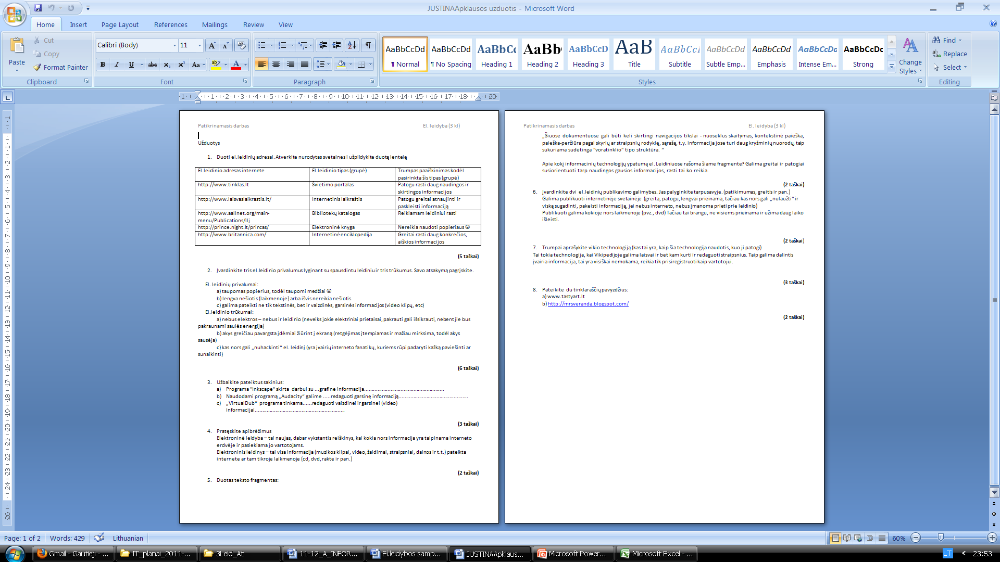 JUSTINAApklausos uzduotis - Microsoft Word
Home Insert Page Layout References Mailings Review View
Paste
Cut
Copy
Format Painter
Clipboard
Calibri (Body) 11
Font
Paragraph
AaBbCcDd AaBbCcDd AaBbCc AaBb AaBbCcD AaB AaBbCcI AaBbCcDd AaBbCcDd AaBbCcDd AaBbCcDc
¶ Normal ¶ No Spacing Heading 1 Heading 2 Heading 3 Title Subtitle Subtle Emp... Emphasis Intense Em... Strong
Change Styles
Styles
Find
Replace
Select
Editing
Patikrinamasis darbas El. leidyba (3 kl)
Užduotys
1. Duoti el.leidinių adresai. Atverkite nurodytas svetaines i užpildykite duotą lentelę
El.leidinio adresas internete El.leidinio tipas (grupė) Trumpas paaiškinimas kodėl
pasirinkta šis tipas (grupė)
http://www.tinklas.lt Švietimo portalas Patogu rasti daug naudingos ir
skirtingos informacijos
http://www.laisvaslaikrastis.lt/ Internetinis laikraštis Patogu greitai atnaujinti ir
paskleisti informaciją
http://www.aallnet.org/main- Bibliotekų katalogas Reikiamam leidiniui rasti
menu/Publications/llj
http://prince.night.lt/princas/ Elektroninė knyga Nereikia naudoti popieriaus ☺
http://www.britannica.com/ Internetinė enciklopedija Greitai rasti daug konkrečios,
aiškios informacijos
(5 taškai)
2. Įvardinkite tris el.leidinio privalumus lyginant su spausdintu leidiniu ir tris trūkumus. Savo atsakymą pagrįskite.
El. leidinių privalumai:
a) taupomas popierius, todėl taupomi medžiai ☺
b) lengva nešiotis (laikmenoje) arba išvis nereikia nešiotis
c) galima pateikti ne tik tekstinės, bet ir vaizdinės, garsinės informacijos (video klipų, etc)
El.leidinio trūkumai:
a) nebus elektros – nebus ir leidinio (neveiks jokie elektriniai prietaisai, pakrauti gali išsikrauti, nebent jie bus
pakraunami saulės energija)
b) akys greičiau pavargsta įdėmiai žiūrint į ekraną (retgėjimas įtempiamas ir mažiau mirksima, todėl akys
sausėja)
c) kas nors gali „nuhackinti“ el. leidinį (yra įvairių interneto fanatikų, kuriems rūpi padaryti kažką paviešinti ar
sunaikinti)
(6 taškai)
3. Užbaikite pateiktus sakinius:
a) Programa "Inkscape" skirta darbui su ...grafine informacija......................................................
b) Naudodami programą „Audacity“ galime .....redaguoti garsinę informaciją...............................................
c) „VirtualDub“ programa tinkama......redaguoti vaizdinei ir garsinei (video)
informacijai.............................................................
(3 taškai)
4. Pratęskite apibrėžimus
Elektroninė leidyba – tai naujas, dabar vykstantis reiškinys, kai kokia nors informacija yra talpinama interneto
erdvėje ir pasiekiama jo vartotojams.
Elektroninis leidinys – tai visa informacija (muzikos klipai, video, žaidimai, straipsniai, dainos ir t.t.) pateikta
internete ar tam tikroje laikmenoje (cd, dvd, rakte ir pan.)
(2 taškai)
5. Duotas teksto fragmentas:
Patikrinamasis darbas El. leidyba (3 kl)
„Šiuose dokumentuose gali būti keli skirtingi navigacijos tikslai - nuoseklus skaitymas, kontekstinė paieška,
paieška-peržiūra pagal skyrių ar straipsnių rodyklę, sąrašą, t.y. informacija jose turi daug kryžminių nuorodų, taip
sukuriama sudėtinga "voratinklio" tipo struktūra. “
Apie kokį informacinių technologijų ypatumą el. Leidiniuose rašoma šiame fragmente? Galima greitai ir patogiai
susiorientuoti tarp naudingos gausios informacijos, rasti tai ko reikia.
(2 taškai)
6. Įvardinkite dvi el.leidinių publikavimo galimybes. Jas palyginkite tarpusavyje. (patikimumas, greitis ir pan.)
Galima publikuoti internetinėje svetainėje (greita, patogu, lengvai prieinama, tačiau kas nors gali „nulaužti“ ir
viską sugadinti, pakeisti informaciją, jei nebus interneto, nebus įmanoma prieiti prie leidinio)
Publikuoti galima kokioje nors laikmenoje (pvz., dvd) Tačiau tai brangu, ne visiems prieinama ir užima daug laiko
išleisti.
(2 taškai)
7. Trumpai aprašykite vikio technologiją (kas tai yra, kaip šia technologija naudotis, kuo ji patogi)
Tai tokia technologija, kai Vikipedijoje galima laisvai ir bet kam kurti ir redaguoti straipsnius. Taip galima dalintis
įvairia informacija, tai yra visiškai nemokama, reikia tik prisiregistruoti kaip vartotojui.
(3 taškai)
8. Pateikite du tinklaraščių pavyzdžius:
a) www.tastyart.lt
b) http://mrsveranda.blogspot.com/
(2 taškai)
Page: 1 of 2 Words: 429 Lithuanian 60%
Gmail - Gautieji - ... IT_planai_2011-... 3Leid_At 11-12_A_INFOR... El.leidybos samp... JUSTINAApklaus... Microsoft Power... Microsoft Excel - ... LT < 23:53